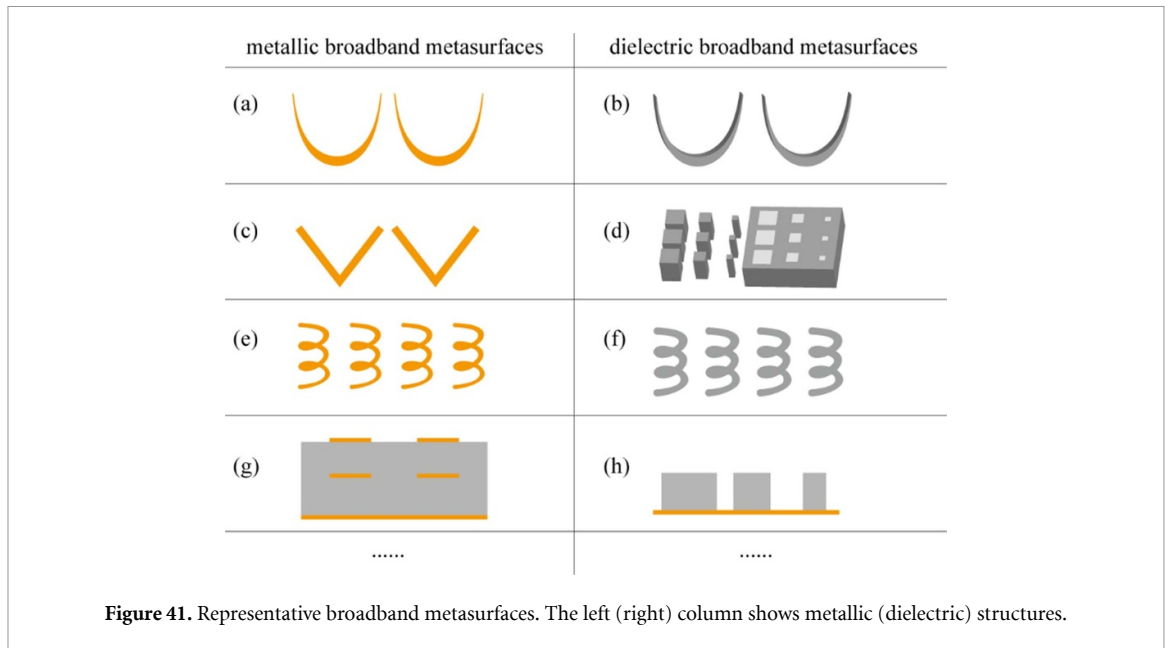 metallic broadband metasurfaces
dielectric broadband metasurfaces
(a)
(b)
(c)
(d)
(e)
(f)
(g)
(h)
......
......
Figure 41. Representative broadband metasurfaces. The left (right) column shows metallic (dielectric) structures.